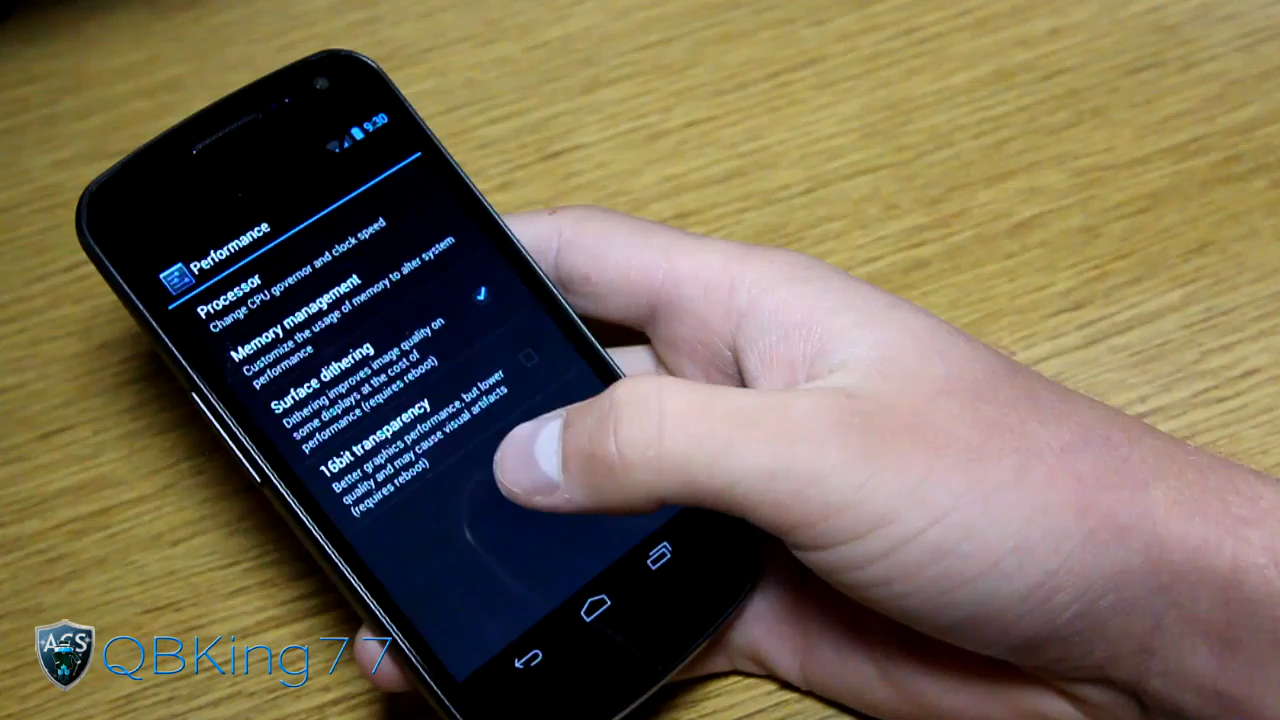 9:30
Performance
Processor
Change CPU governor and clock speed
Memory management
Customize the usage of memory to alter system
performance
Surface dithering
Dithering improves image quality on
some displays at the cost of
performance (requires reboot)
16bit transparency
Better graphics performance, but lower
quality and may cause visual artifacts
(requires reboot)
ACS
QBKing77